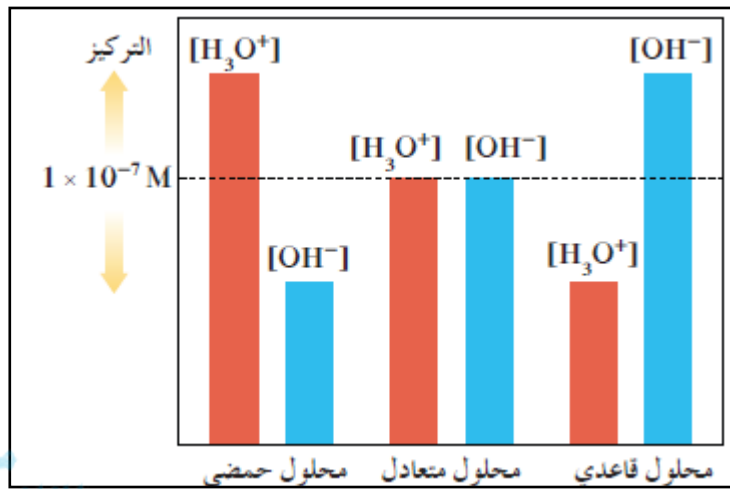 التركيز
[H₃O⁺]
[OH⁻]
[H₃O⁺] [OH⁻]
1 × 10⁻⁷ M
[OH⁻]
[H₃O⁺]
محلول حمضي
محلول متعادل
محلول قاعدي